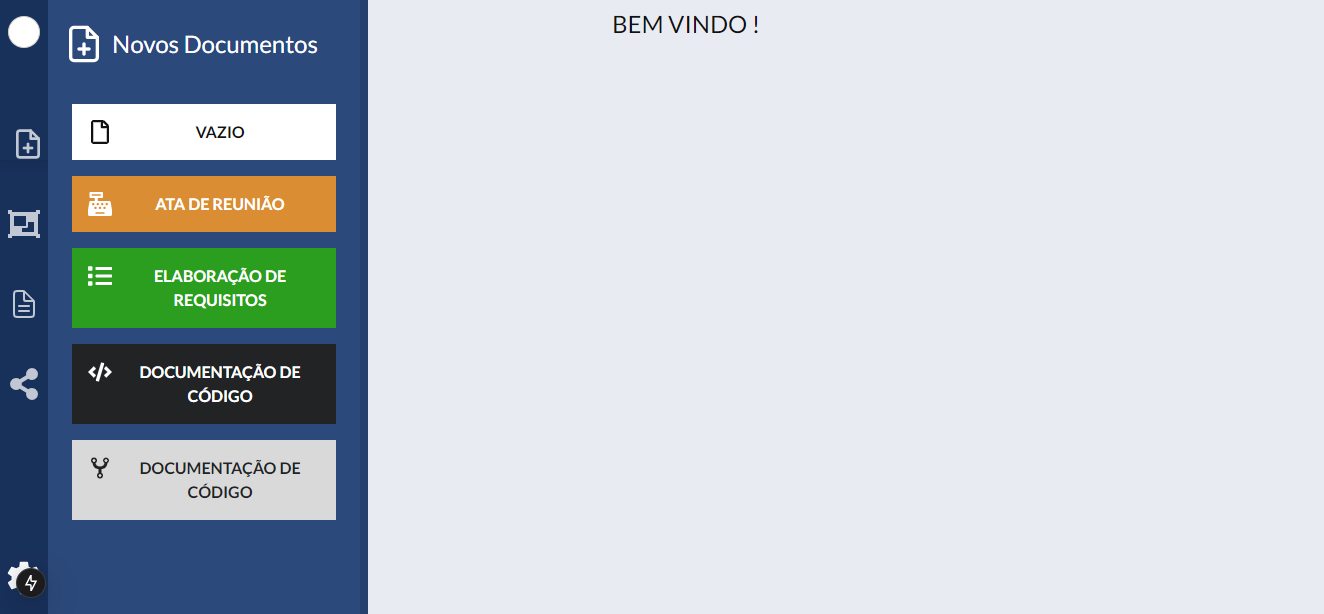 Novos Documentos
BEM VINDO !
VAZIO
ATA DE REUNIÃO
ELABORAÇÃO DE
REQUISITOS
DOCUMENTAÇÃO DE
CÓDIGO
DOCUMENTAÇÃO DE
CÓDIGO